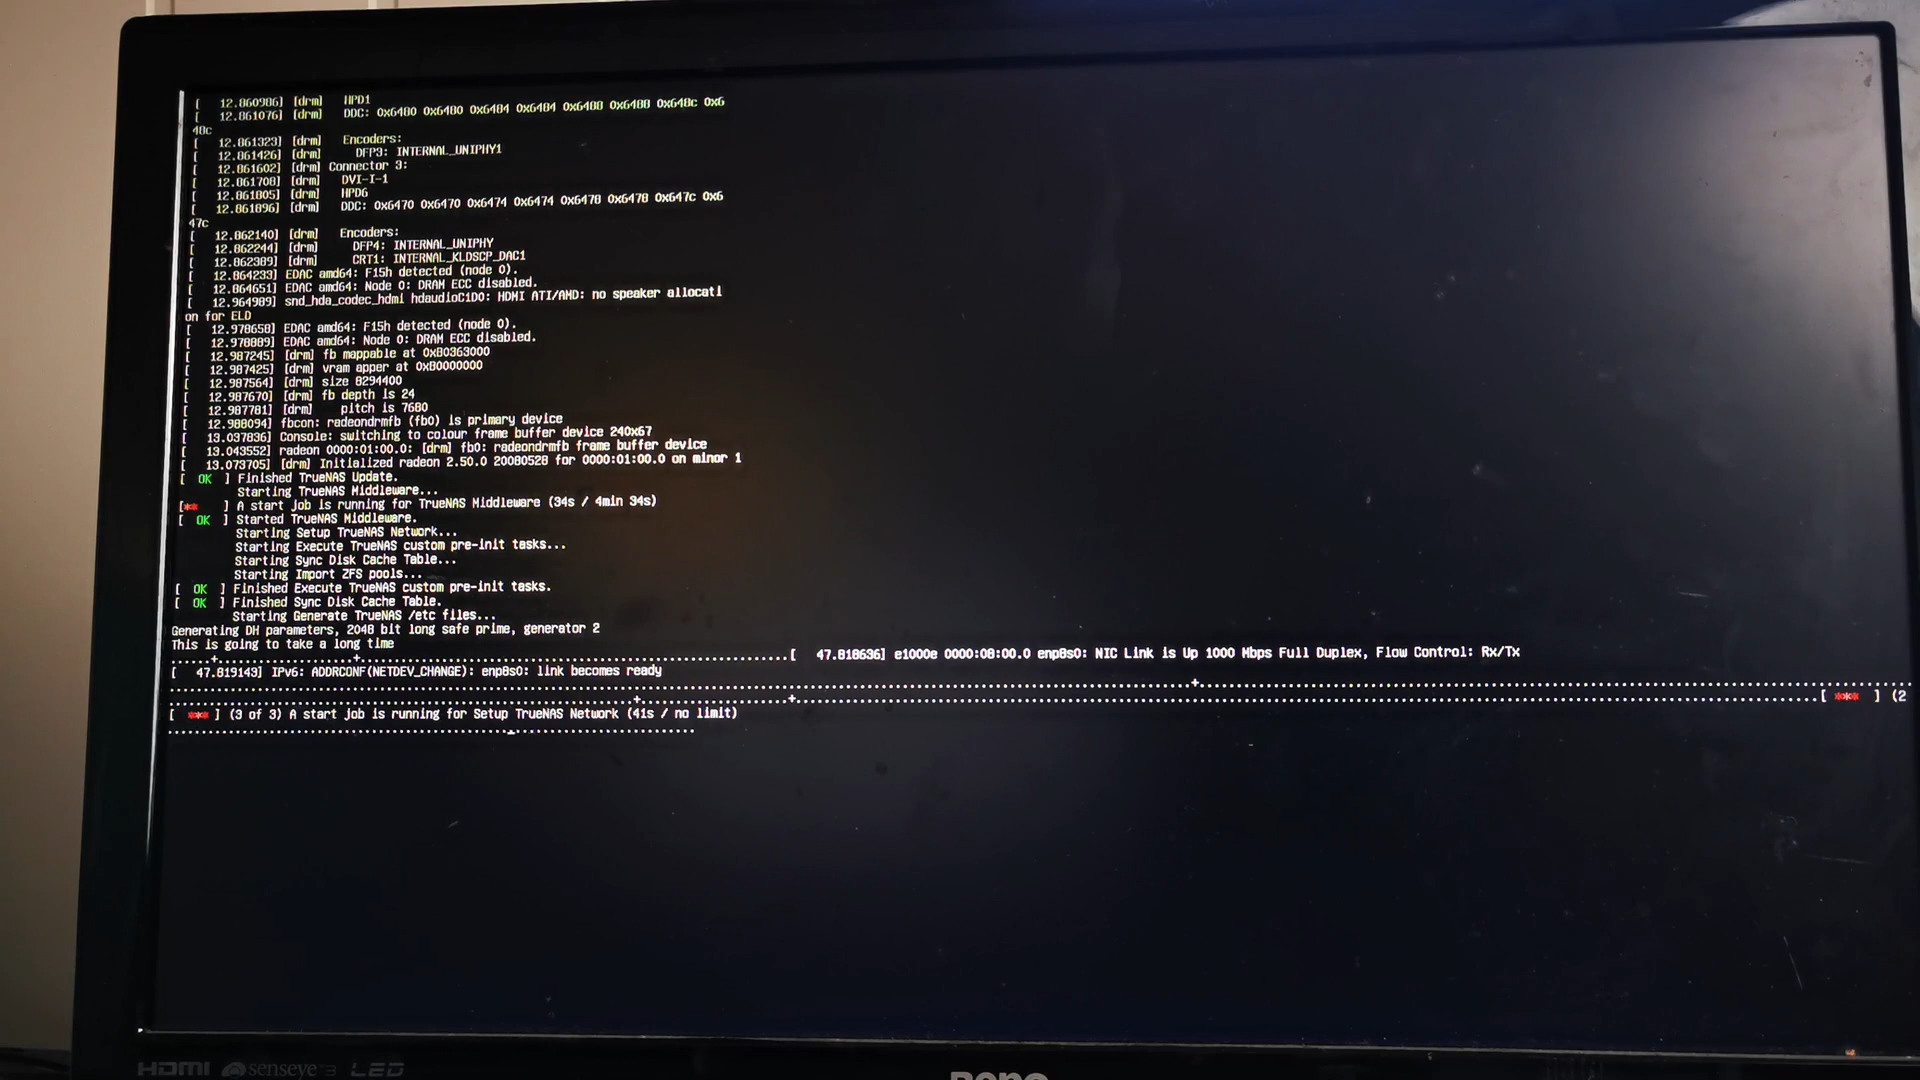 [   12.860986] [drm]   HPD1
[   12.861076] [drm]   DDC: 0x6480 0x6480 0x6484 0x6484 0x6488 0x6488 0x648c 0x6
48c
[   12.861323] [drm]   Encoders:
[   12.861426] [drm]     DFP3: INTERNAL_UNIPHY1
[   12.861602] [drm] Connector 3:
[   12.861708] [drm]   DVI-I-1
[   12.861805] [drm]   HPD6
[   12.861896] [drm]   DDC: 0x6470 0x6470 0x6474 0x6474 0x6478 0x6478 0x647c 0x6
47c
[   12.862140] [drm]   Encoders:
[   12.862244] [drm]     DFP4: INTERNAL_UNIPHY
[   12.862389] [drm]     CRT1: INTERNAL_KLDSCP_DAC1
[   12.864233] EDAC amd64: F15h detected (node 0).
[   12.864651] EDAC amd64: Node 0: DRAM ECC disabled.
[   12.964989] snd_hda_codec_hdmi hdaudioC1D0: HDMI ATI/AMD: no speaker allocati
on for ELD
[   12.978658] EDAC amd64: F15h detected (node 0).
[   12.978889] EDAC amd64: Node 0: DRAM ECC disabled.
[   12.987245] [drm] fb mappable at 0xB0363000
[   12.987425] [drm] vram apper at 0xB0000000
[   12.987564] [drm] size 8294400
[   12.987670] [drm] fb depth is 24
[   12.987781] [drm]    pitch is 7680
[   12.988094] fbcon: radeondrmfb (fb0) is primary device
[   13.037836] Console: switching to colour frame buffer device 240x67
[   13.043552] radeon 0000:01:00.0: [drm] fb0: radeondrmfb frame buffer device
[   13.073705] [drm] Initialized radeon 2.50.0 20080528 for 0000:01:00.0 on minor 1
[  OK  ] Finished TrueNAS Update.
         Starting TrueNAS Middleware...
[**    ] A start job is running for TrueNAS Middleware (34s / 4min 34s)
[  OK  ] Started TrueNAS Middleware.
         Starting Setup TrueNAS Network...
         Starting Execute TrueNAS custom pre-init tasks...
         Starting Sync Disk Cache Table...
         Starting Import ZFS pools...
[  OK  ] Finished Execute TrueNAS custom pre-init tasks.
[  OK  ] Finished Sync Disk Cache Table.
         Starting Generate TrueNAS /etc files...
Generating DH parameters, 2048 bit long safe prime, generator 2
This is going to take a long time
......+....................+.............................................................[   47.818636] e1000e 0000:08:00.0 enp8s0: NIC Link is Up 1000 Mbps Full Duplex, Flow Control: Rx/Tx
[   47.819143] IPv6: ADDRCONF(NETDEV_CHANGE): enp8s0: link becomes ready
..............................+..............................
..............................+....................+..............................[ *** ] (2
[ *** ] (3 of 3) A start job is running for Setup TrueNAS Network (41s / no limit)
..............................
HDMI senseye3 LED
BenQ